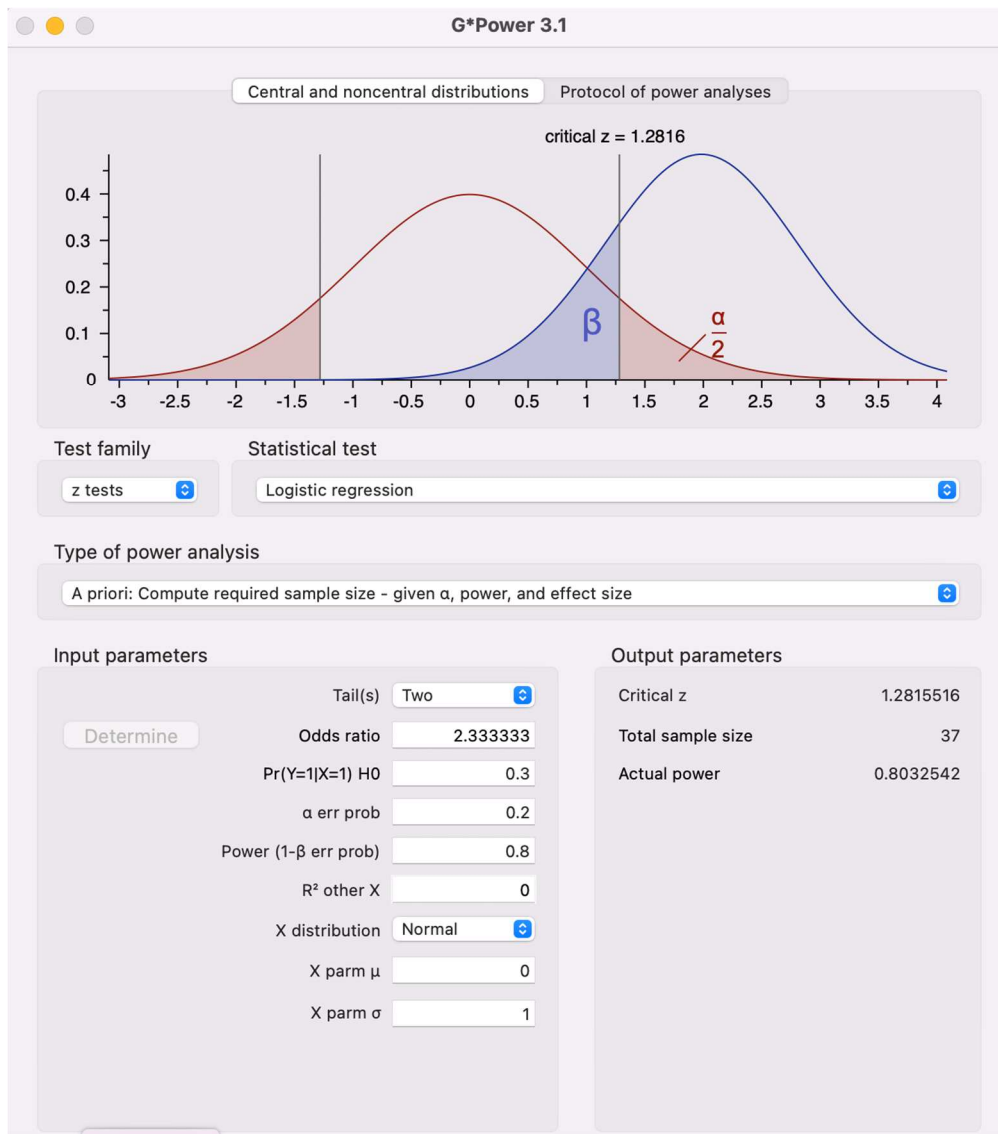 G*Power 3.1
Central and noncentral distributions Protocol of power analyses
critical z = 1.2816
0.4
0.3
0.2
0.1
0
β
α
2
-3 -2.5 -2 -1.5 -1 -0.5 0 0.5 1 1.5 2 2.5 3 3.5 4
Test family Statistical test
z tests Logistic regression
Type of power analysis
A priori: Compute required sample size - given α, power, and effect size
Input parameters
Tail(s) Two
Determine Odds ratio 2.333333
Pr(Y=1|X=1) H0 0.3
α err prob 0.2
Power (1-β err prob) 0.8
R² other X 0
X distribution Normal
X parm μ 0
X parm σ 1
Output parameters
Critical z 1.2815516
Total sample size 37
Actual power 0.8032542